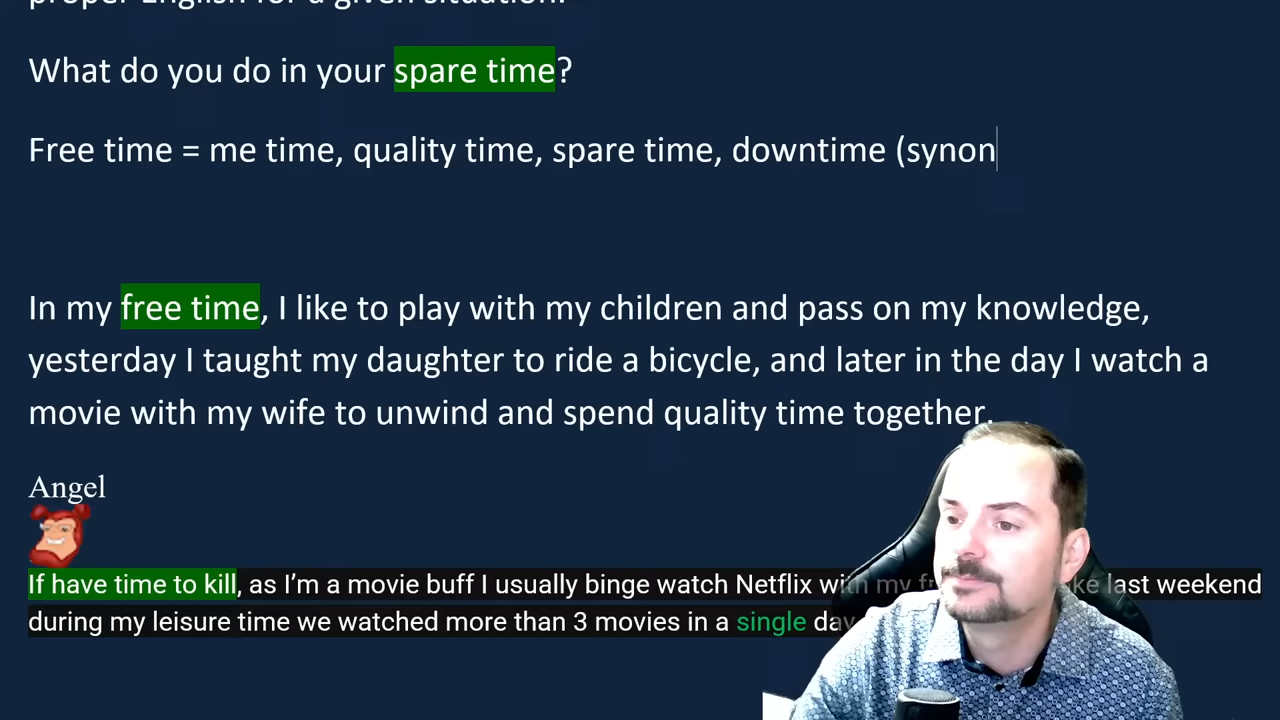 proper English for a given situation.
What do you do in your spare time?
Free time = me time, quality time, spare time, downtime (synon
In my free time, I like to play with my children and pass on my knowledge,
yesterday I taught my daughter to ride a bicycle, and later in the day I watch a
movie with my wife to unwind and spend quality time together.
Angel
If have time to kill, as I’m a movie buff I usually binge watch Netflix with my last weekend
during my leisure time we watched more than 3 movies in a single day